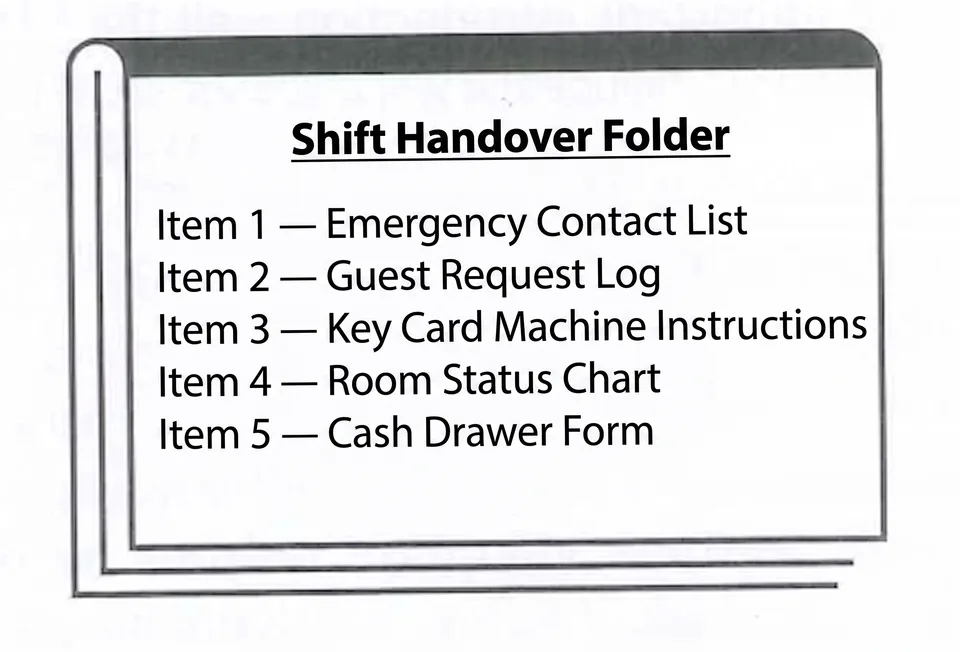 Shift Handover Folder
Item 1 — Emergency Contact List
Item 2 — Guest Request Log
Item 3 — Key Card Machine Instructions
Item 4 — Room Status Chart
Item 5 — Cash Drawer Form